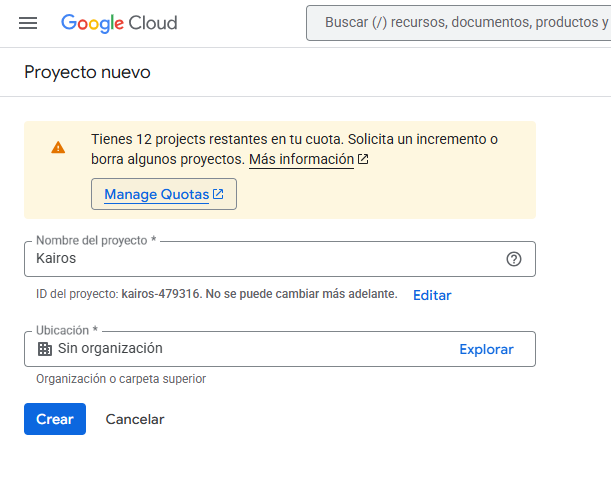 Google Cloud
Buscar (/) recursos, documentos, productos y
Proyecto nuevo
Tienes 12 projects restantes en tu cuota. Solicita un incremento o
borra algunos proyectos. Más información
Manage Quotas
Nombre del proyecto *
Kairos
ID del proyecto: kairos-479316. No se puede cambiar más adelante. Editar
Ubicación *
Sin organización Explorar
Organización o carpeta superior
Crear Cancelar